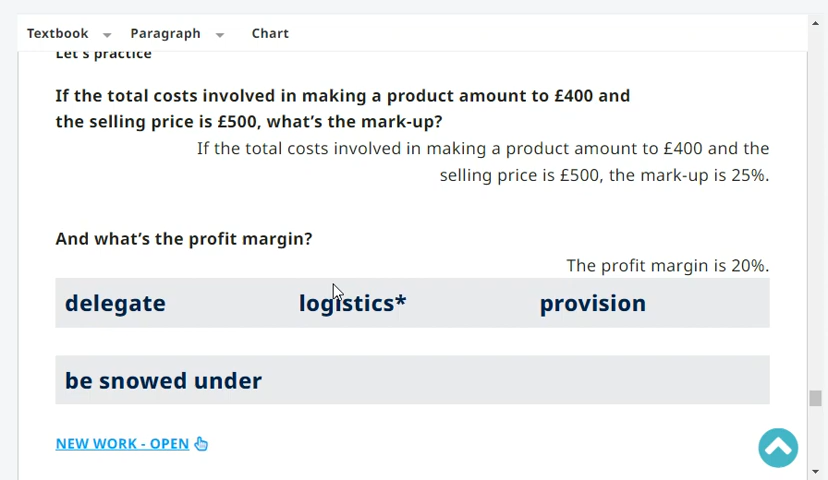 Textbook Paragraph Chart
Let's practice
If the total costs involved in making a product amount to £400 and
the selling price is £500, what's the mark-up?
If the total costs involved in making a product amount to £400 and the
selling price is £500, the mark-up is 25%.
And what's the profit margin?
The profit margin is 20%.
delegate logistics* provision
be snowed under
NEW WORK - OPEN